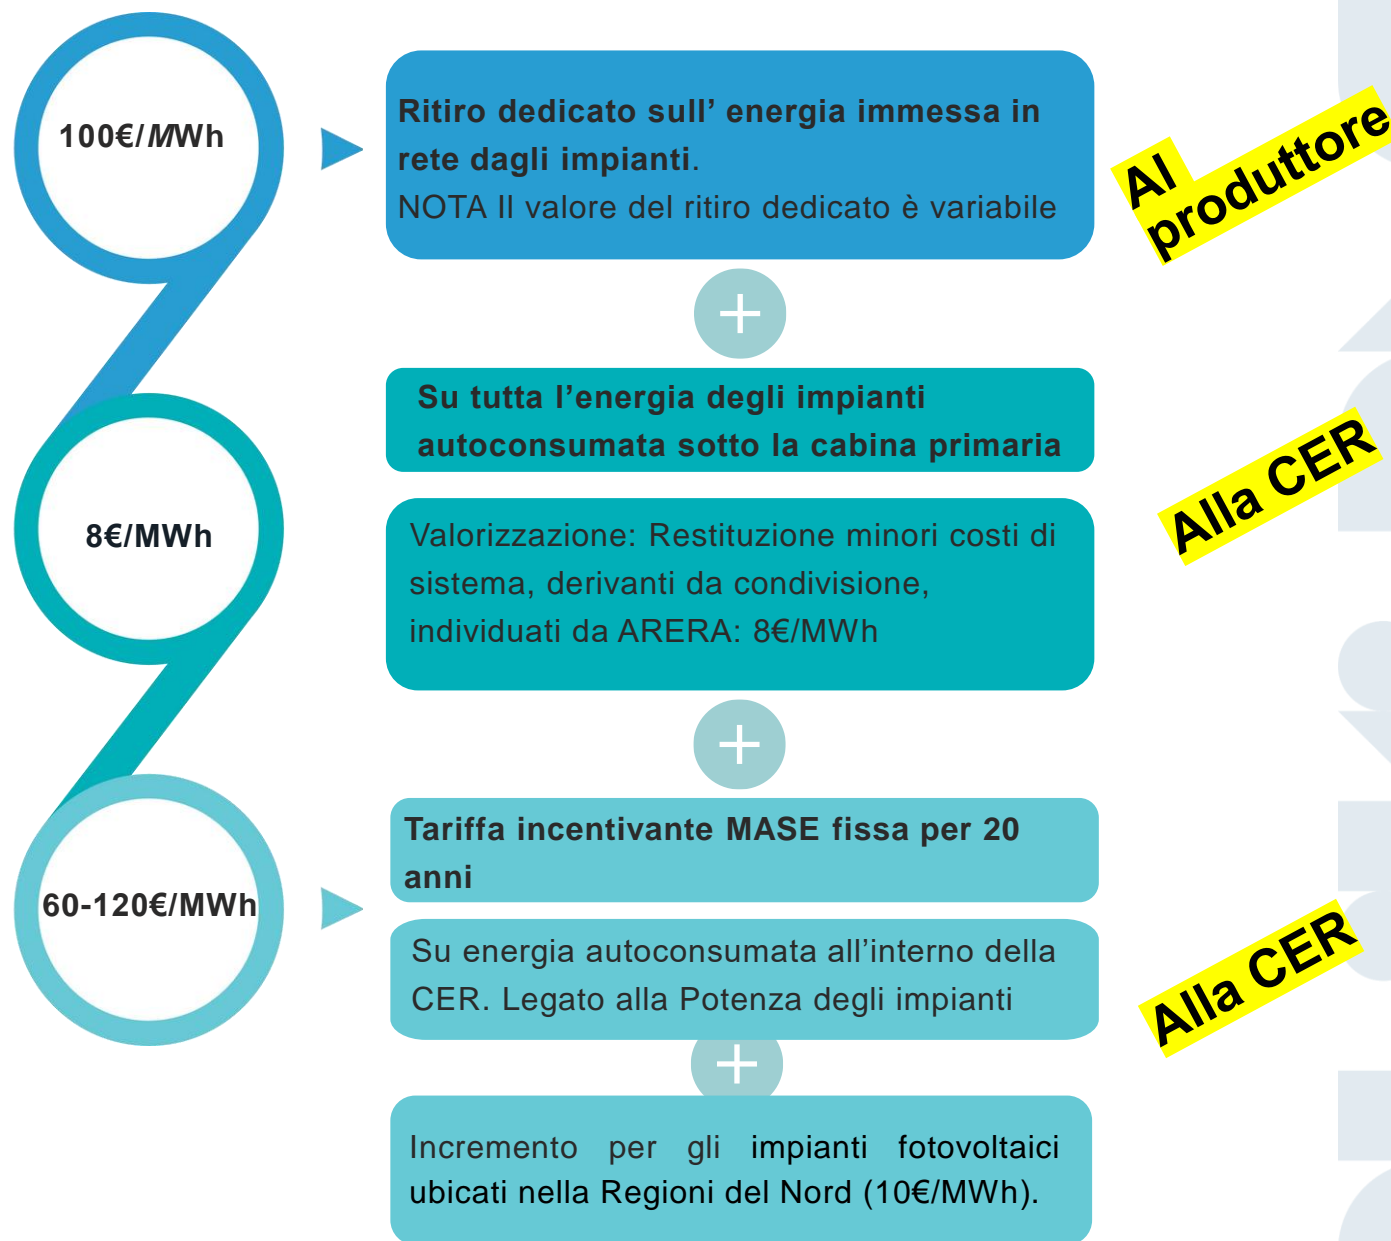 100€/MWh
Ritiro dedicato sull’ energia immessa in
rete dagli impianti.
NOTA Il valore del ritiro dedicato è variabile
Al
produttore
+
Su tutta l’energia degli impianti
autoconsumata sotto la cabina primaria
8€/MWh
Valorizzazione: Restituzione minori costi di
sistema, derivanti da condivisione,
individuati da ARERA: 8€/MWh
Alla CER
+
Tariffa incentivante MASE fissa per 20
anni
60-120€/MWh
Su energia autoconsumata all’interno della
CER. Legato alla Potenza degli impianti
Alla CER
+
Incremento per gli impianti fotovoltaici
ubicati nella Regioni del Nord (10€/MWh).